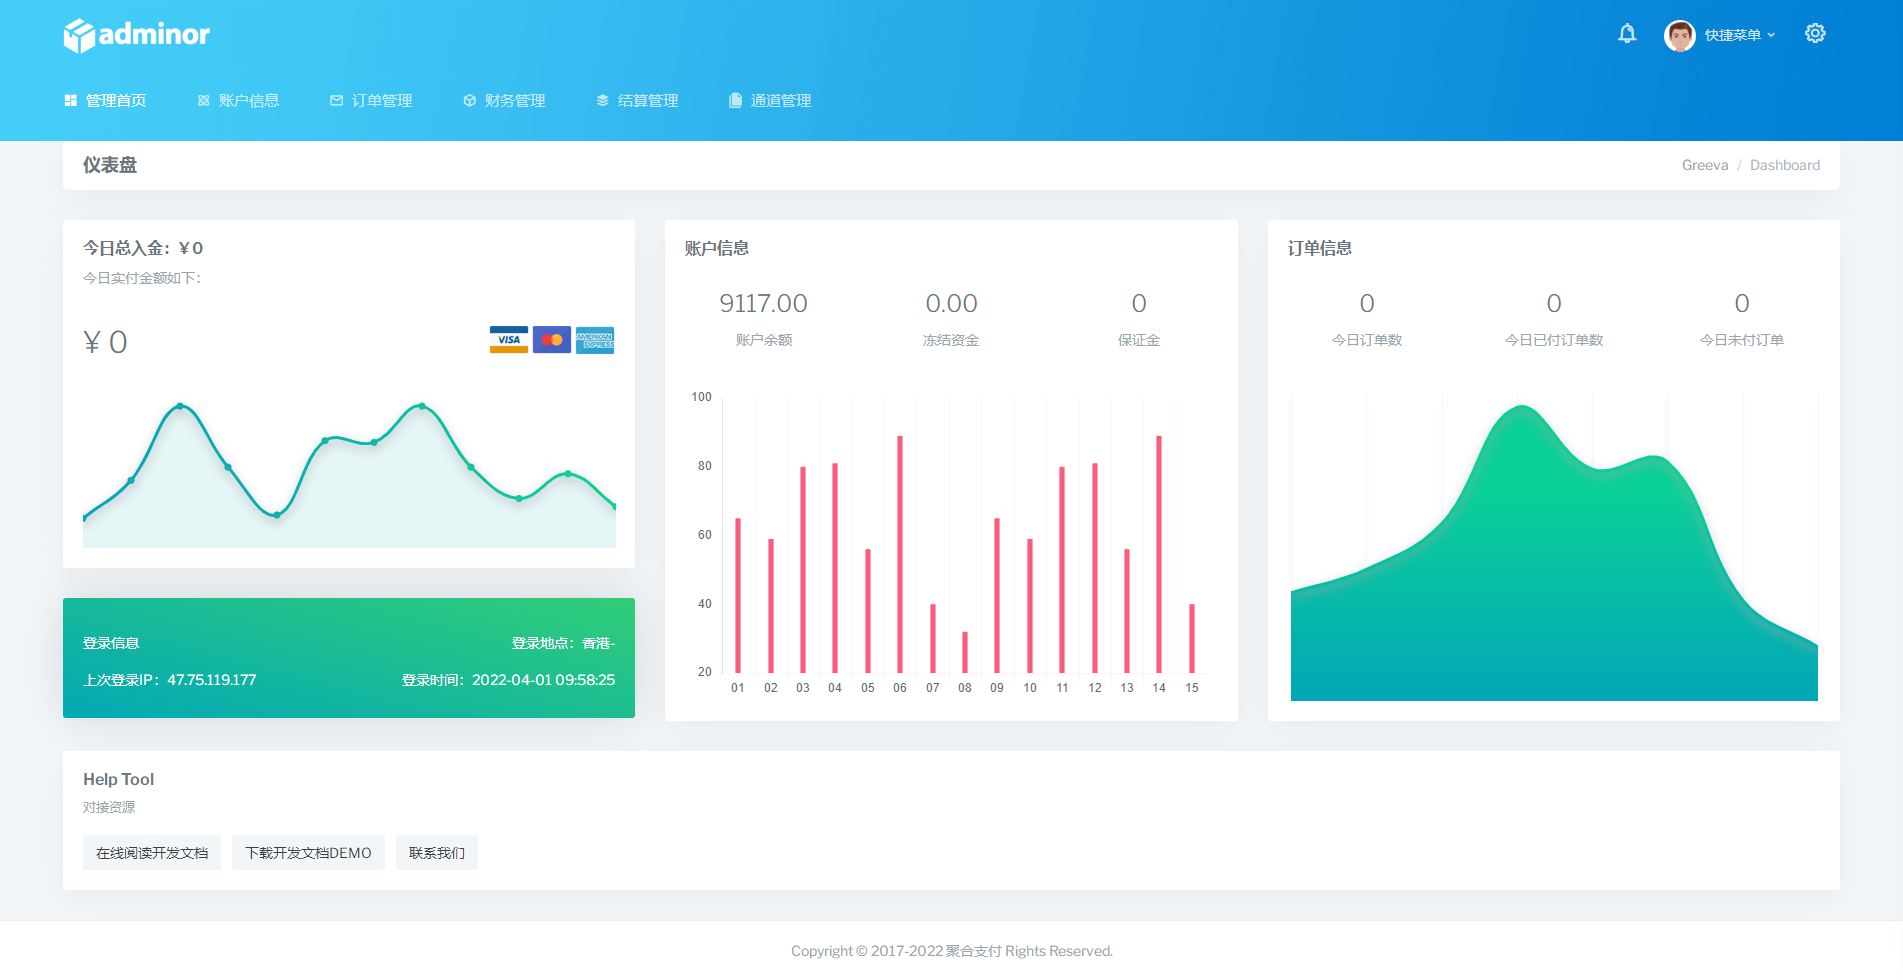 adminor
快捷菜单
管理首页 账户信息 订单管理 财务管理 结算管理 通道管理
仪表盘
Greeva / Dashboard
今日总入金：￥0
今日实付金额如下：
¥ 0
VISA
AMERICAN EXPRESS
登录信息
登录地点：香港-
上次登录IP：47.75.119.177
登录时间：2022-04-01 09:58:25
账户信息
9117.00 0.00 0
账户余额 冻结资金 保证金
100
80
60
40
20
01 02 03 04 05 06 07 08 09 10 11 12 13 14 15
订单信息
0 0 0
今日订单数 今日已付订单数 今日未付订单
Help Tool
对接资源
在线阅读开发文档 下载开发文档DEMO 联系我们
Copyright © 2017-2022 聚合支付 Rights Reserved.